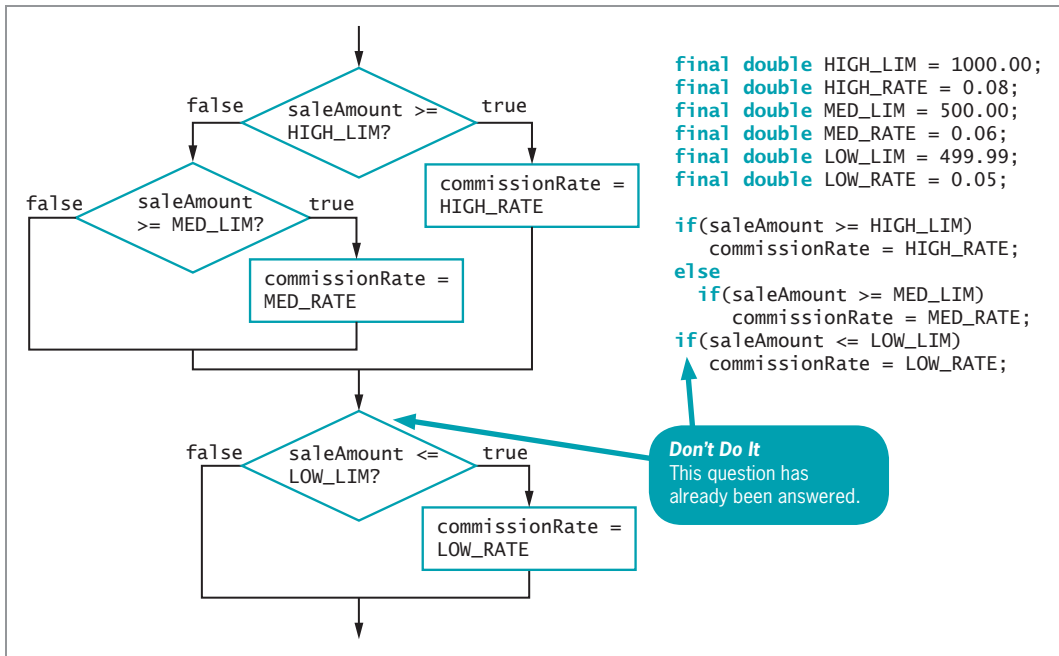 false
saleAmount >=
HIGH_LIM?
true
false
saleAmount
>= MED_LIM?
true
commissionRate =
HIGH_RATE
commissionRate =
MED_RATE
false
saleAmount <=
LOW_LIM?
true
commissionRate =
LOW_RATE
final double HIGH_LIM = 1000.00;
final double HIGH_RATE = 0.08;
final double MED_LIM = 500.00;
final double MED_RATE = 0.06;
final double LOW_LIM = 499.99;
final double LOW_RATE = 0.05;
if(saleAmount >= HIGH_LIM)
commissionRate = HIGH_RATE;
else
if(saleAmount >= MED_LIM)
commissionRate = MED_RATE;
if(saleAmount <= LOW_LIM)
commissionRate = LOW_RATE;
Don't Do It
This question has
already been answered.